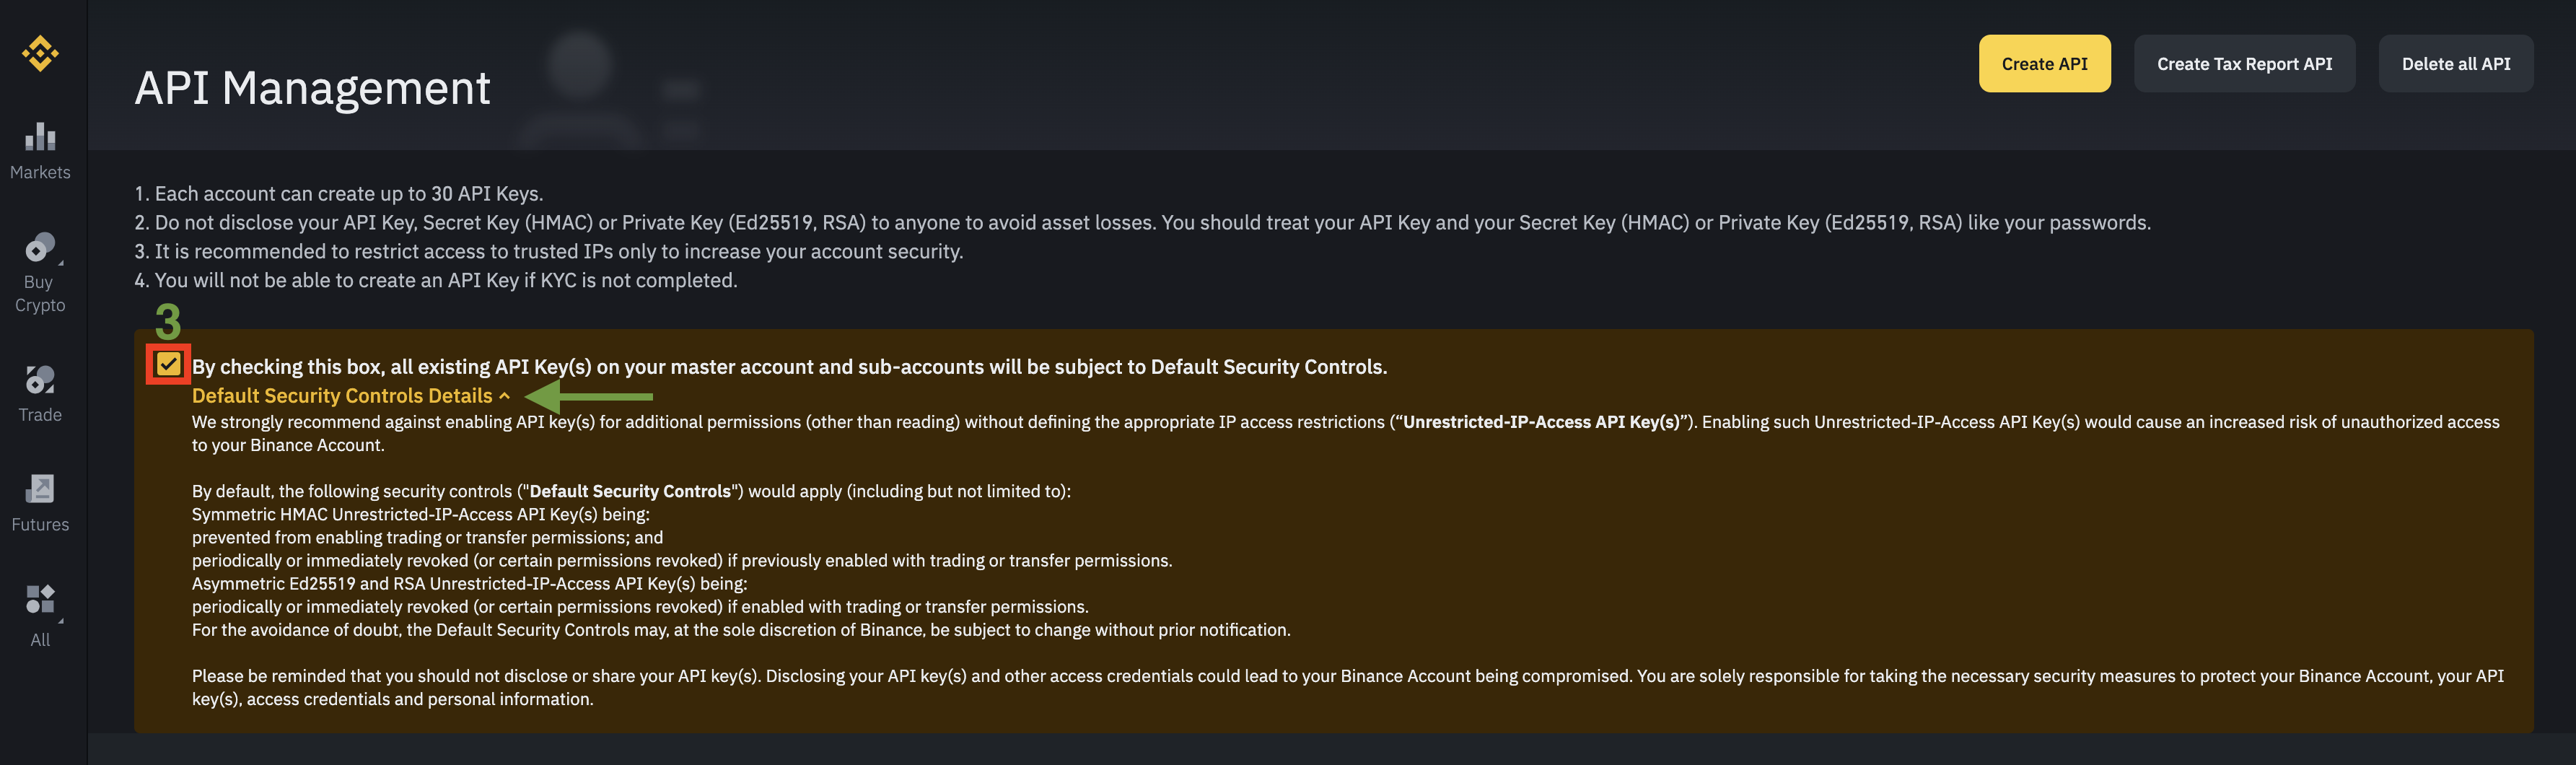 API Management
Create API
Create Tax Report API
Delete all API
Markets
Buy
Crypto
Trade
Futures
All
1. Each account can create up to 30 API Keys.
2. Do not disclose your API Key, Secret Key (HMAC) or Private Key (Ed25519, RSA) to anyone to avoid asset losses. You should treat your API Key and your Secret Key (HMAC) or Private Key (Ed25519, RSA) like your passwords.
3. It is recommended to restrict access to trusted IPs only to increase your account security.
4. You will not be able to create an API Key if KYC is not completed.
3
By checking this box, all existing API Key(s) on your master account and sub-accounts will be subject to Default Security Controls.
Default Security Controls Details
We strongly recommend against enabling API key(s) for additional permissions (other than reading) without defining the appropriate IP access restrictions (“Unrestricted-IP-Access API Key(s)”). Enabling such Unrestricted-IP-Access API Key(s) would cause an increased risk of unauthorized access
to your Binance Account.
By default, the following security controls ("Default Security Controls") would apply (including but not limited to):
Symmetric HMAC Unrestricted-IP-Access API Key(s) being:
prevented from enabling trading or transfer permissions; and
periodically or immediately revoked (or certain permissions revoked) if previously enabled with trading or transfer permissions.
Asymmetric Ed25519 and RSA Unrestricted-IP-Access API Key(s) being:
periodically or immediately revoked (or certain permissions revoked) if enabled with trading or transfer permissions.
For the avoidance of doubt, the Default Security Controls may, at the sole discretion of Binance, be subject to change without prior notification.
Please be reminded that you should not disclose or share your API key(s). Disclosing your API key(s) and other access credentials could lead to your Binance Account being compromised. You are solely responsible for taking the necessary security measures to protect your Binance Account, your API
key(s), access credentials and personal information.